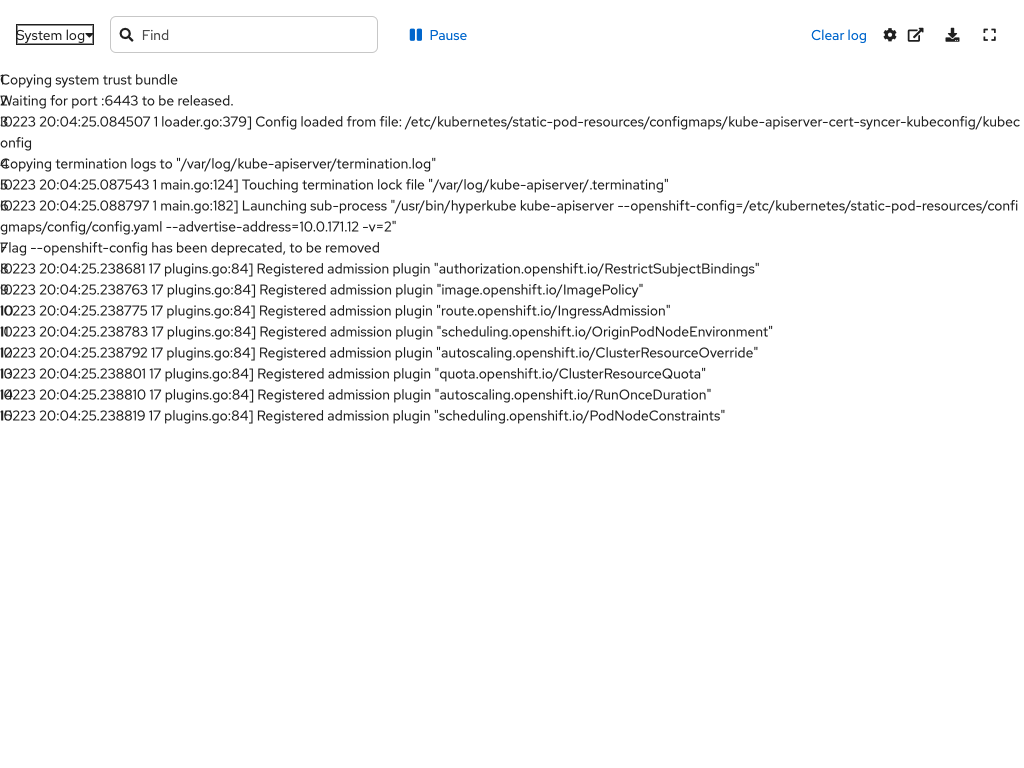 System log
Find
Pause
Clear log
1 Copying system trust bundle
2 Waiting for port :6443 to be released.
3 I0223 20:04:25.084507 1 loader.go:379] Config loaded from file: /etc/kubernetes/static-pod-resources/configmaps/kube-apiserver-cert-syncer-kubeconfig/kubec
onfig
4 Copying termination logs to "/var/log/kube-apiserver/termination.log"
5 I0223 20:04:25.087543 1 main.go:124] Touching termination lock file "/var/log/kube-apiserver/.terminating"
6 I0223 20:04:25.088797 1 main.go:182] Launching sub-process "/usr/bin/hyperkube kube-apiserver --openshift-config=/etc/kubernetes/static-pod-resources/confi
gmaps/config/config.yaml --advertise-address=10.0.171.12 -v=2"
7 Flag --openshift-config has been deprecated, to be removed
8 I0223 20:04:25.238681 17 plugins.go:84] Registered admission plugin "authorization.openshift.io/RestrictSubjectBindings"
9 I0223 20:04:25.238763 17 plugins.go:84] Registered admission plugin "image.openshift.io/ImagePolicy"
10 I0223 20:04:25.238775 17 plugins.go:84] Registered admission plugin "route.openshift.io/IngressAdmission"
11 I0223 20:04:25.238783 17 plugins.go:84] Registered admission plugin "scheduling.openshift.io/OriginPodNodeEnvironment"
12 I0223 20:04:25.238792 17 plugins.go:84] Registered admission plugin "autoscaling.openshift.io/ClusterResourceOverride"
13 I0223 20:04:25.238801 17 plugins.go:84] Registered admission plugin "quota.openshift.io/ClusterResourceQuota"
14 I0223 20:04:25.238810 17 plugins.go:84] Registered admission plugin "autoscaling.openshift.io/RunOnceDuration"
15 I0223 20:04:25.238819 17 plugins.go:84] Registered admission plugin "scheduling.openshift.io/PodNodeConstraints"